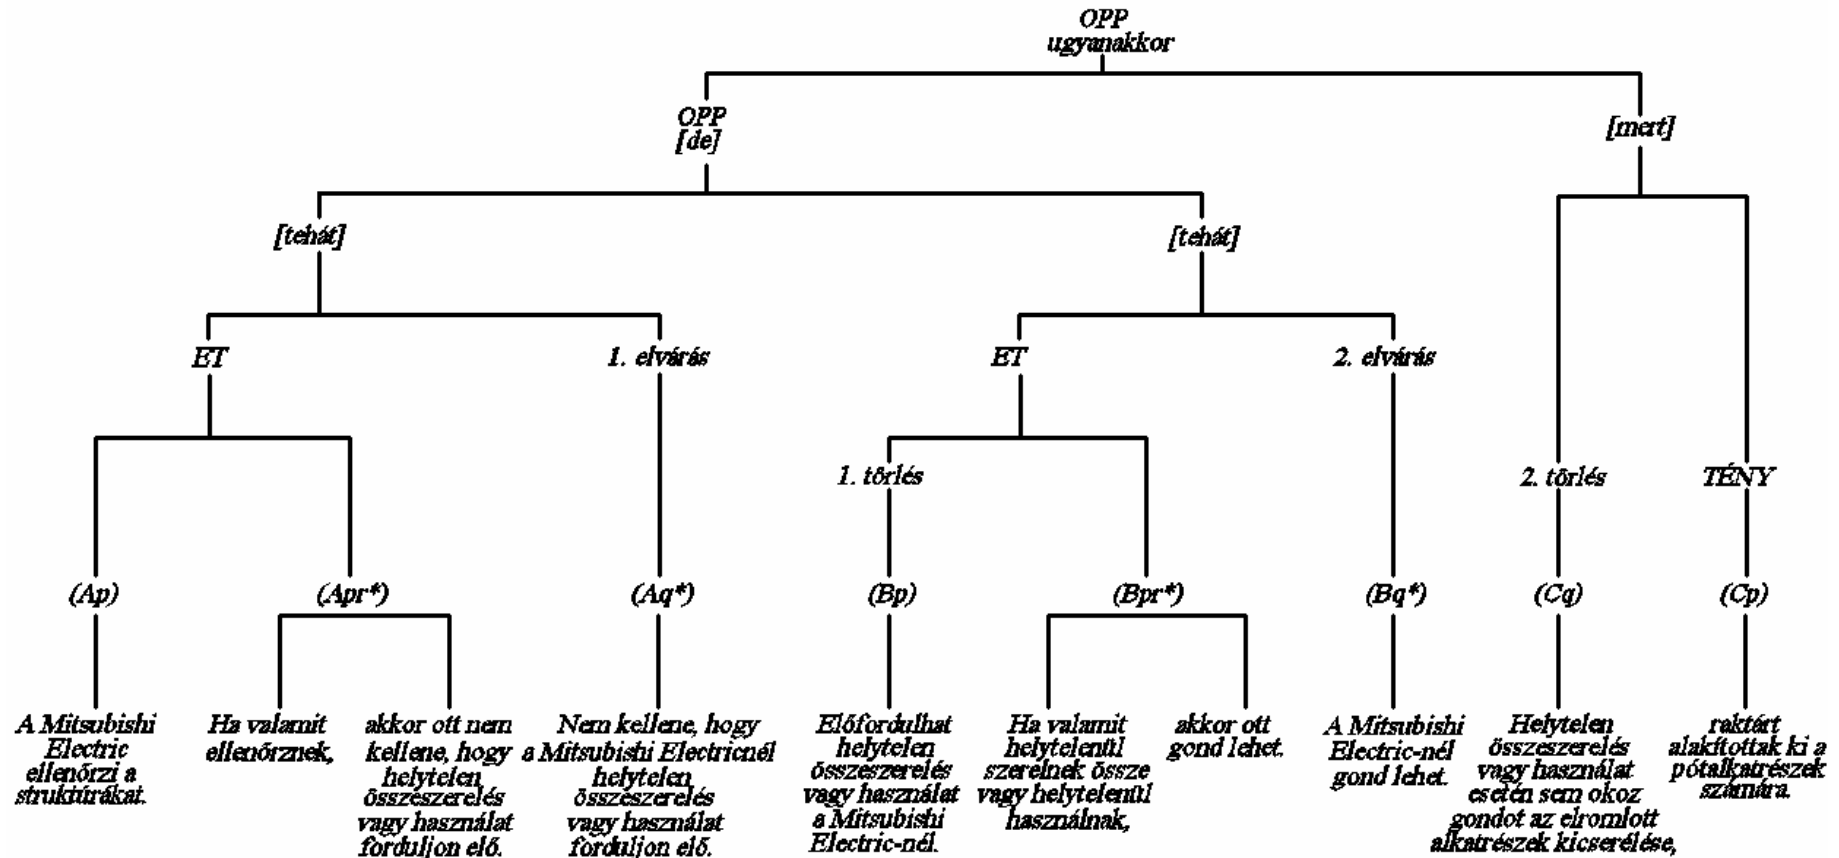 OPP
ugyanakkor
OPP
[de]
[mert]
[tehát]
[tehát]
ET
1. elvárás
ET
2. elvárás
1. törlés
2. törlés
TÉNY
(Ap)
(Apr*)
(Aq*)
(Bp)
(Bpr*)
(Bq*)
(Cq)
(Cp)
A Mitsubishi
Electric
ellenőrzi a
struktúrákat.
Ha valamit
ellenőrznek,
akkor ott nem
kellene, hogy
helytelen
összeszerelés
vagy használat
forduljon elő.
Nem kellene, hogy
a Mitsubishi Electricnél
helytelen
összeszerelés
vagy használat
forduljon elő.
Előfordulhat
helytelen
összeszerelés
vagy használat
a Mitsubishi
Electric-nél.
Ha valamit
helytelenül
szerelnek össze
vagy helytelenül
használnak,
akkor ott
gond lehet.
A Mitsubishi
Electric-nél
gond lehet.
Helytelen
összeszerelés
vagy használat
esetén sem okoz
gondot az elromlott
alkatrészek kicserélése,
raktárt
alakítottak ki a
pótalkatrészek
számára.